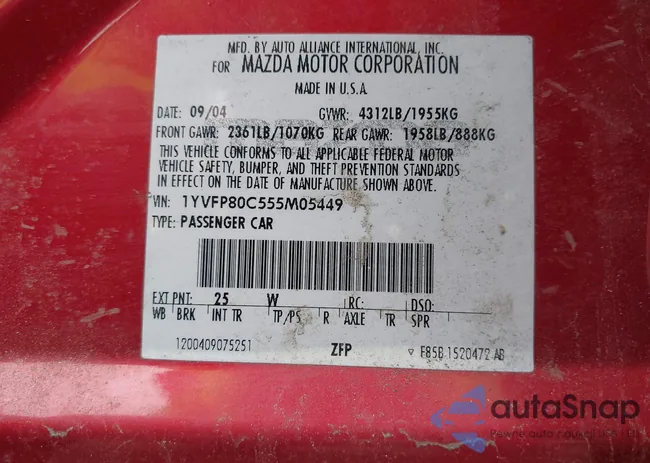 MFD. BY AUTO ALLIANCE INTERNATIONAL, INC.
FOR MAZDA MOTOR CORPORATION
MADE IN U.S.A.
DATE: 09/04 GVWR: 4312LB/1955KG
FRONT GAWR: 2361LB/1070KG REAR GAWR: 1958LB/888KG
THIS VEHICLE CONFORMS TO ALL APPLICABLE FEDERAL MOTOR
VEHICLE SAFETY, BUMPER, AND THEFT PREVENTION STANDARDS
IN EFFECT ON THE DATE OF MANUFACTURE SHOWN ABOVE.
VIN: 1YVFP80C555M05449
TYPE: PASSENGER CAR
EXT PNT: 25 W RC: DSO:
WB BRK INT TR TP/PS R AXLE TR SPR
1200409075251 ZFP F85B 1520472 AB
autaSnap